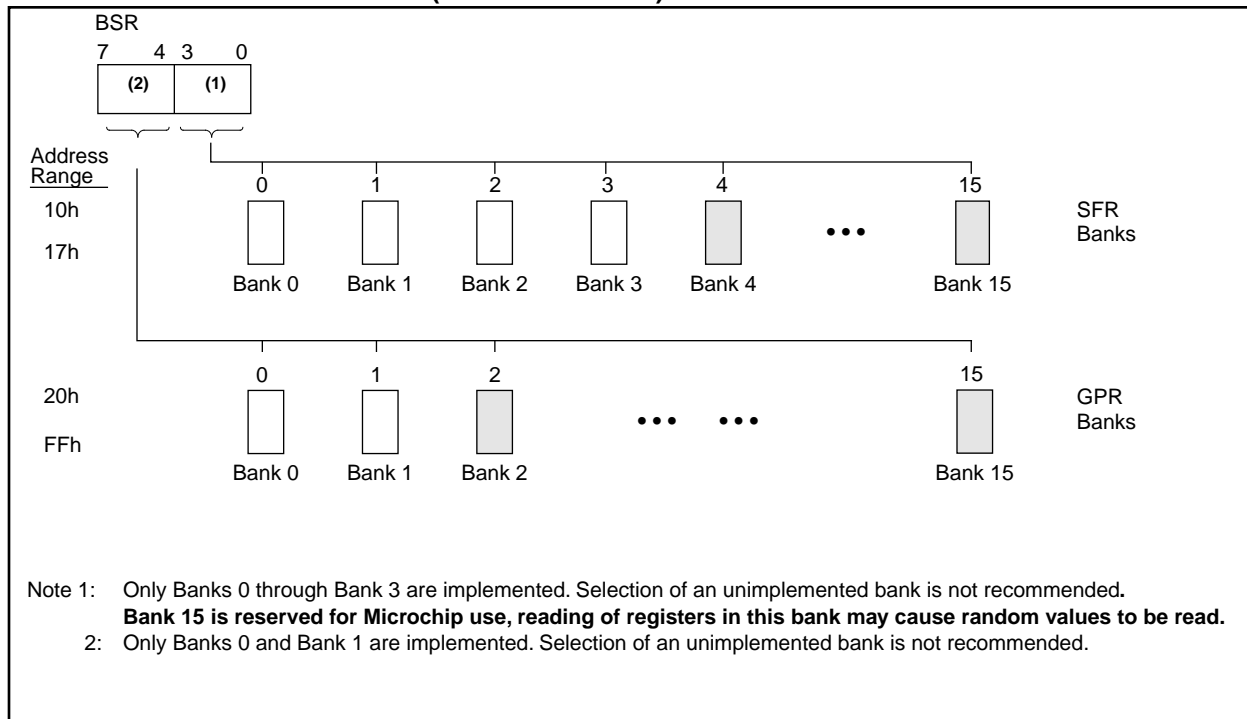 BSR
7 4 3 0
(2) (1)
Address
Range
0 1 2 3 4 15
10h
17h
SFR
Banks
••• 
Bank 0 Bank 1 Bank 2 Bank 3 Bank 4 Bank 15
0 1 2 15
20h
FFh
GPR
Banks
••• •••
Bank 0 Bank 1 Bank 2 Bank 15
Note 1: Only Banks 0 through Bank 3 are implemented. Selection of an unimplemented bank is not recommended.
Bank 15 is reserved for Microchip use, reading of registers in this bank may cause random values to be read.
2: Only Banks 0 and Bank 1 are implemented. Selection of an unimplemented bank is not recommended.